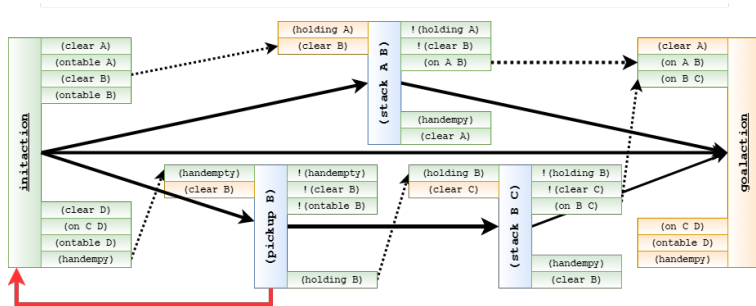 initaction
(clear A)
(ontable A)
(clear B)
(ontable B)
(clear D)
(on C D)
(ontable D)
(handempy)
(holding A)
(clear B)
(stack A B)
!(holding A)
!(clear B)
(on A B)
(handempy)
(clear A)
(handempty)
(clear B)
(pickup B)
!(handempty)
!(clear B)
!(ontable B)
(holding B)
(holding B)
(clear C)
(stack B C)
!(holding B)
!(clear C)
(on B C)
(handempy)
(clear B)
(clear A)
(on A B)
(on B C)
(on C D)
(ontable D)
(handempy)
goalaction